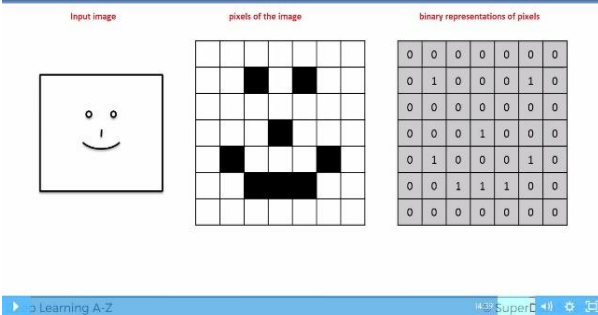 Input image
pixels of the image
binary representations of pixels
0 0 0 0 0 0 0
0 1 0 0 0 1 0
0 0 0 0 0 0 0
0 0 0 1 0 0 0
0 1 0 0 0 1 0
0 0 1 1 1 0 0
0 0 0 0 0 0 0
Learning A-Z
14:39
SuperD